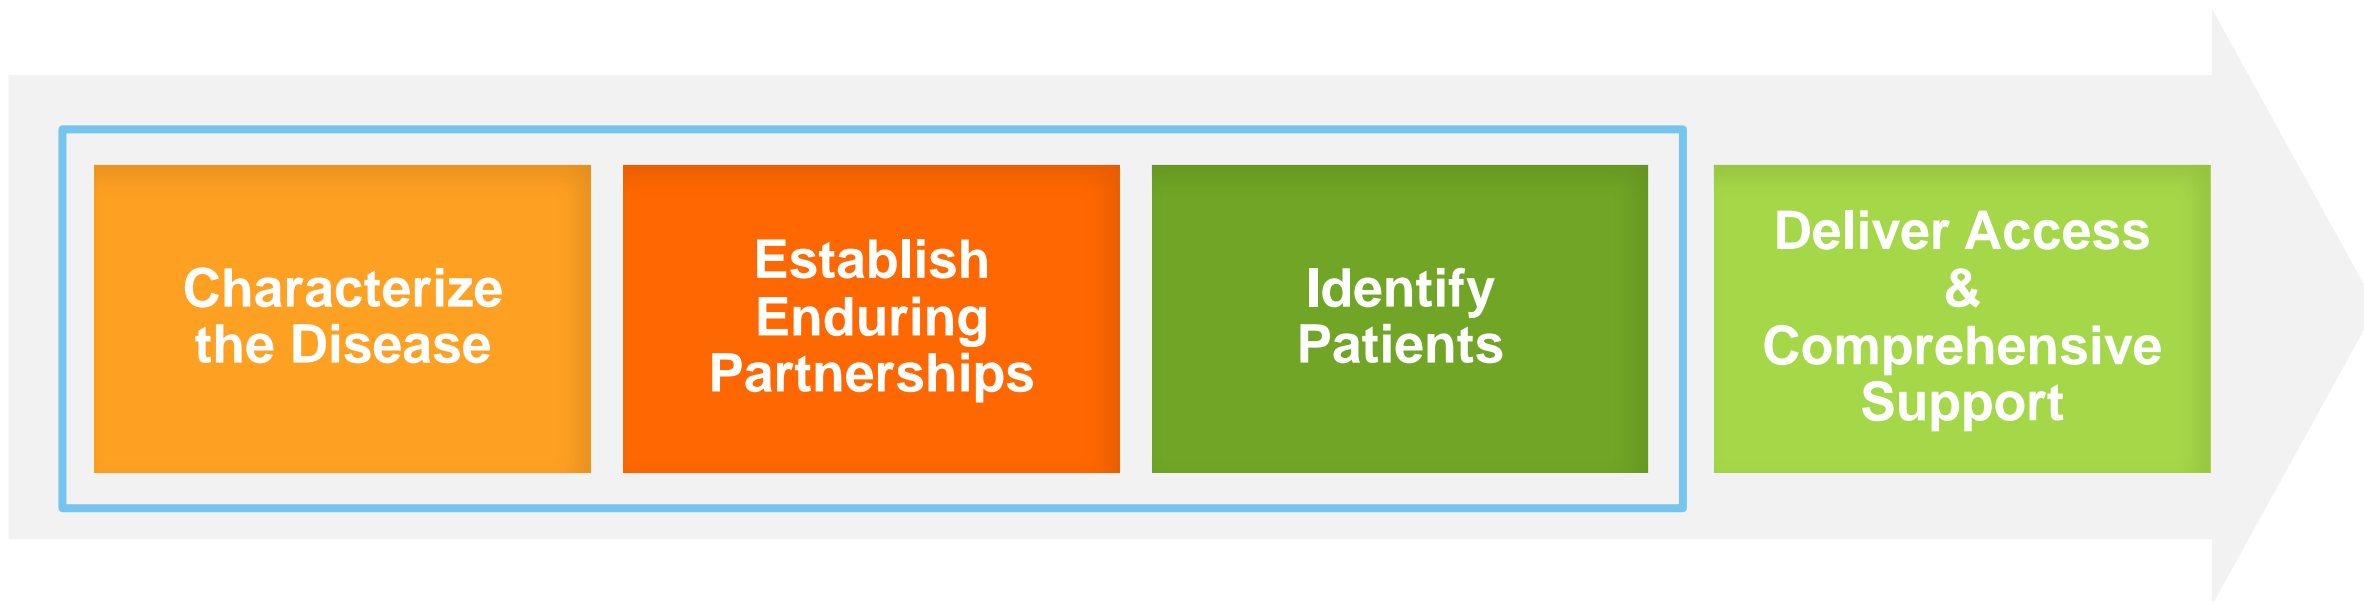 Characterize
the Disease
Establish
Enduring
Partnerships
Identify
Patients
Deliver Access
&
Comprehensive
Support